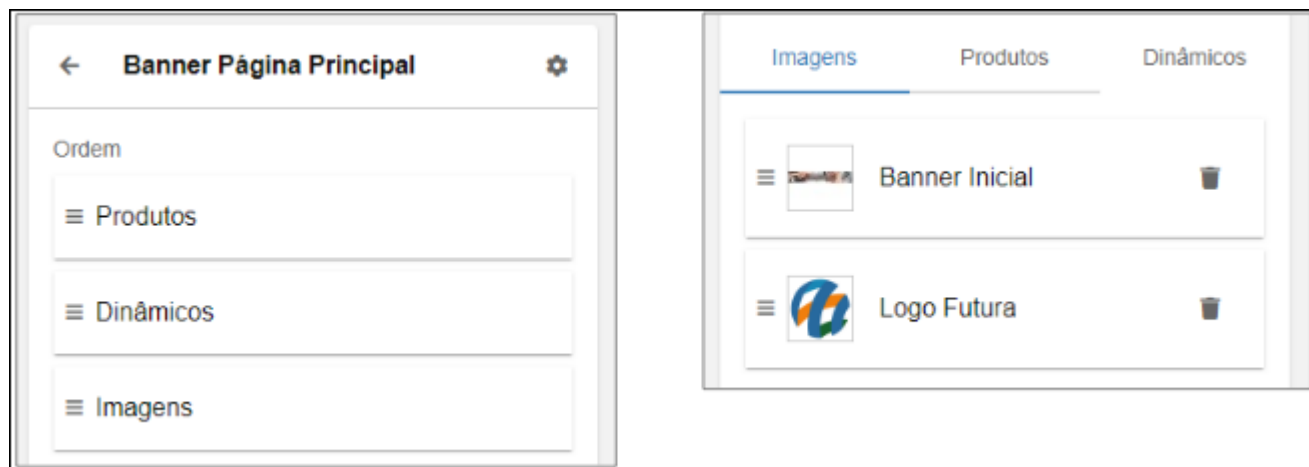 Banner Página Principal
Ordem
Produtos
Dinâmicos
Imagens
Imagens Produtos Dinâmicos
Banner Inicial
Logo Futura